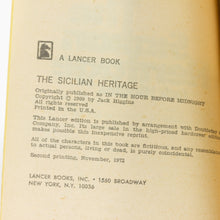 A LANCER BOOK
THE SICILIAN HERITAGE
Originally published as IN THE HOUR BEFORE MIDNIGHT
Copyright © 1969 by Jack Higgins
All rights reserved
Printed in the U.S.A.
This Lancer edition is published by arrangement with Doubleday &
Company, Inc. Its large sale in the high-priced hardcover edition
makes possible this inexpensive reprint.
All of the characters in this book are fictitious, and any resemblance
to actual persons, living or dead, is purely coincidental.
Second printing, November, 1972
LANCER BOOKS, INC. • 1560 BROADWAY
NEW YORK, N.Y. 10036